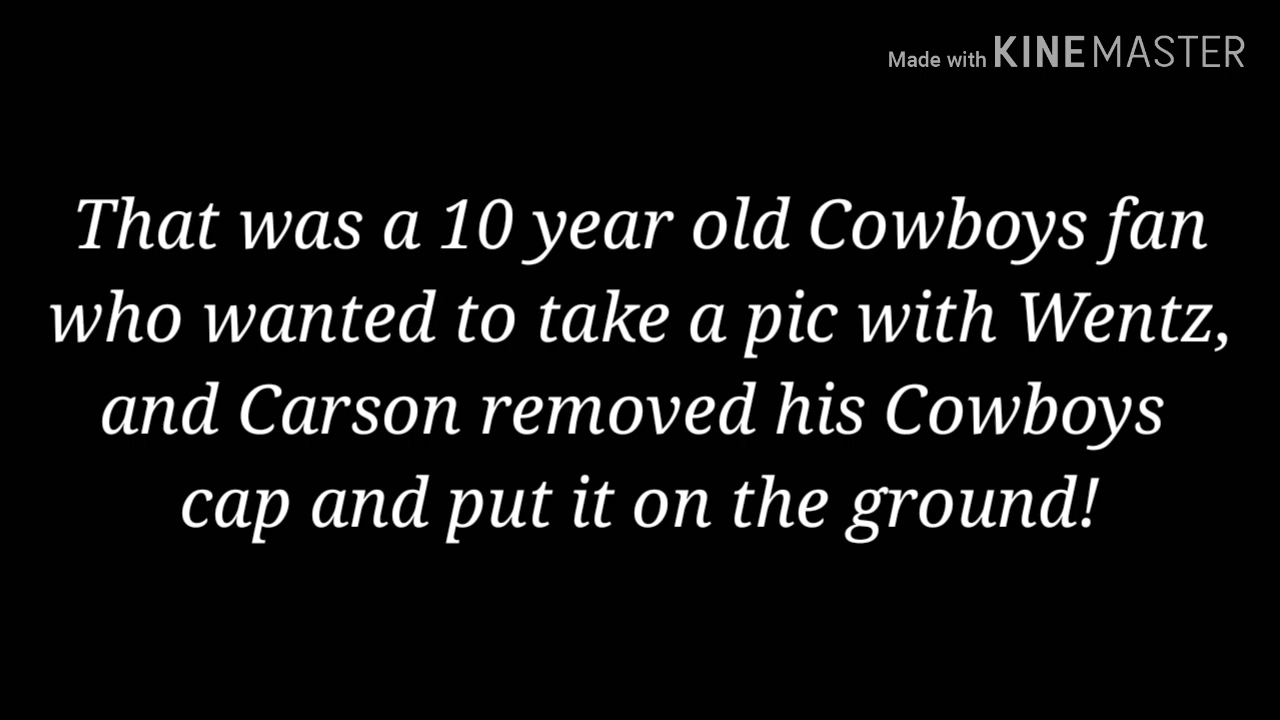 Made with KINEMASTER
That was a 10 year old Cowboys fan
who wanted to take a pic with Wentz,
and Carson removed his Cowboys
cap and put it on the ground!